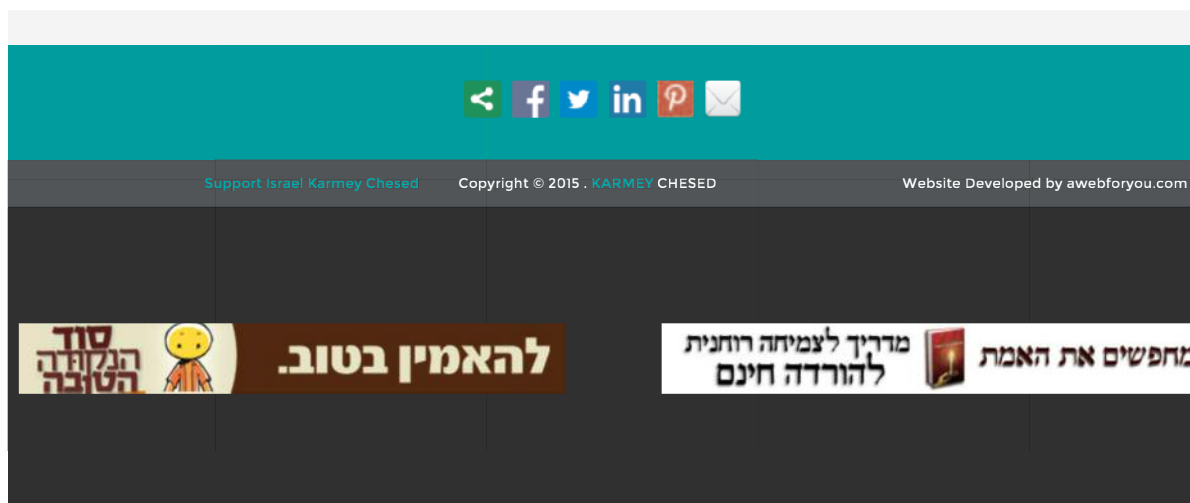 Support Israel Karmey Chesed
Copyright © 2015 . KARMEY CHESED
Website Developed by awebforyou.com
סוד
הנקודה
הטובה
להאמין בטוב.
מדריך לצמיחה רוחנית
להורדה חינם
מחפשים את האמת